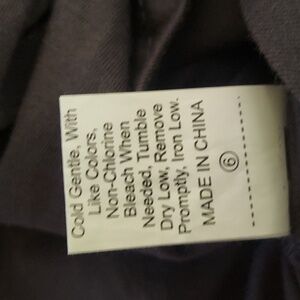 Cold Gentle, With
Like Colors,
Non-Chlorine
Bleach When
Needed, Tumble
Dry Low, Remove
Promptly, Iron Low.
MADE IN CHINA
6